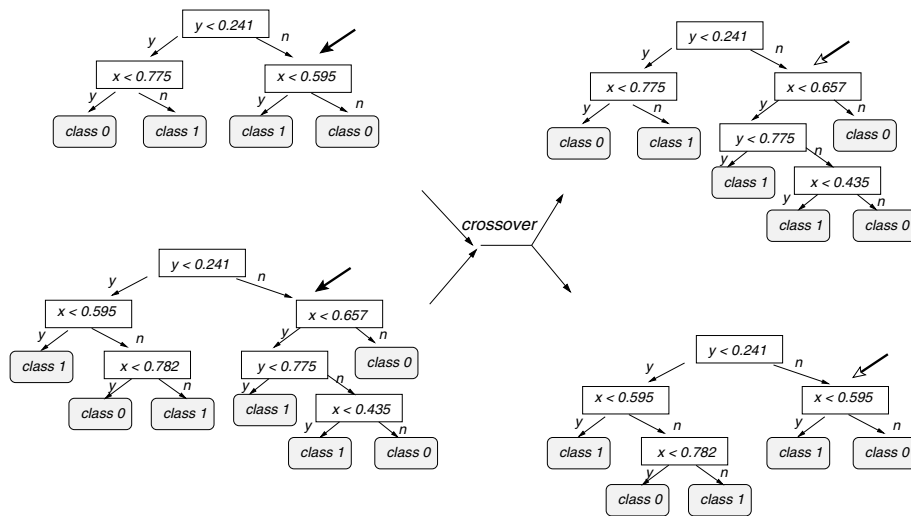 y < 0.241
y n
x < 0.775 x < 0.595
y n y n
class 0 class 1 class 1 class 0
y < 0.241
y n
x < 0.775 x < 0.657
y n y n
class 0 class 1 y < 0.775 class 0
y n
class 1 x < 0.435
y n
class 1 class 0
crossover
y < 0.241
y n
x < 0.595 x < 0.657
y n y n
class 1 x < 0.782 y < 0.775 class 0
y n y n
class 0 class 1 class 1 x < 0.435
y n
class 1 class 0
y < 0.241
y n
x < 0.595 x < 0.595
y n y n
class 1 x < 0.782 class 1 class 0
y n
class 0 class 1